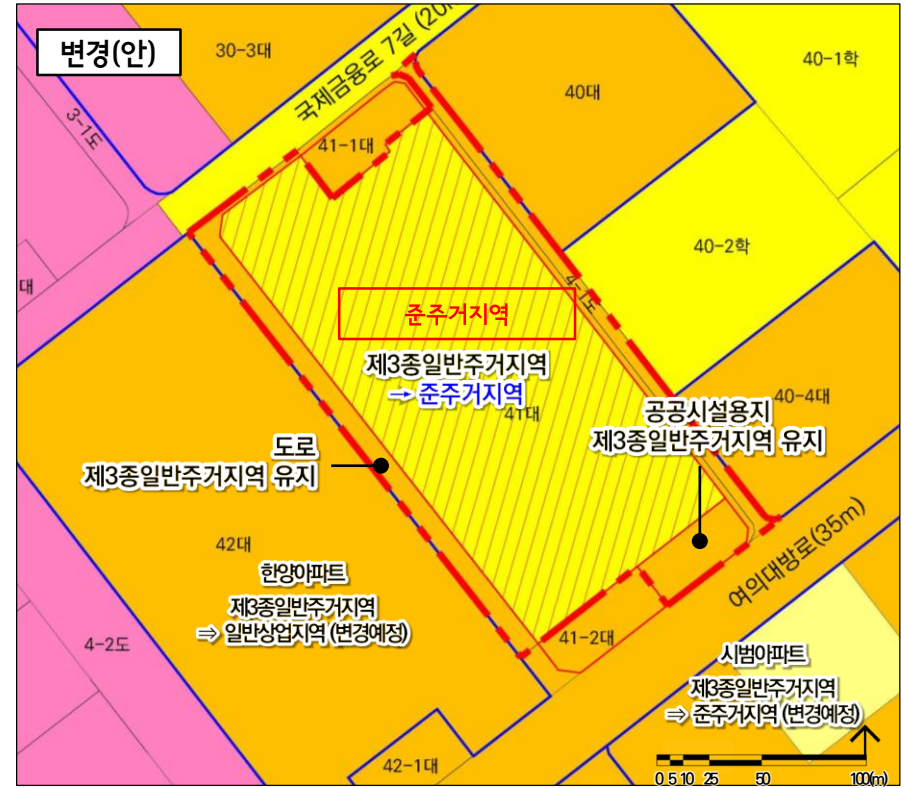 변경(안)
30-3대
국제금융로 7길 (20
40-1학
40대
3-1도
41-1대
40-2학
대
4-1도
준주거지역
제3종일반주거지역
→ 준주거지역
41대
40-4대
공공시설용지
제3종일반주거지역 유지
도로
제3종일반주거지역 유지
42대
한양아파트
제3종일반주거지역
⇒ 일반상업지역 (변경예정)
여의대방로(35m)
41-2대
4-2도
시범아파트
제3종일반주거지역
⇒ 준주거지역 (변경예정)
42-1대
0 5 10 25 50 100(m)